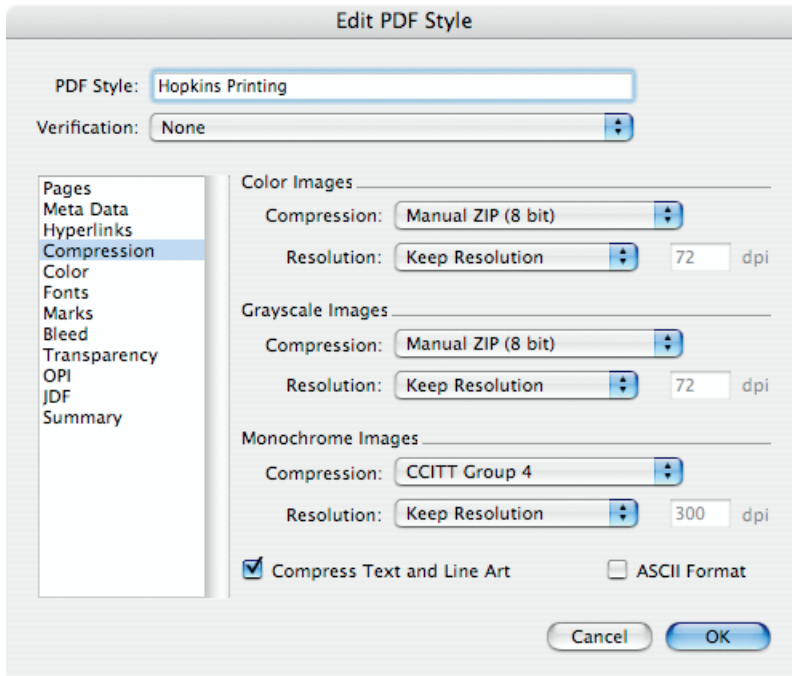 Edit PDF Style
PDF Style: Hopkins Printing
Verification: None
Pages
Meta Data
Hyperlinks
Compression
Color
Fonts
Marks
Bleed
Transparency
OPI
JDF
Summary
Color Images
Compression: Manual ZIP (8 bit)
Resolution: Keep Resolution 72 dpi
Grayscale Images
Compression: Manual ZIP (8 bit)
Resolution: Keep Resolution 72 dpi
Monochrome Images
Compression: CCITT Group 4
Resolution: Keep Resolution 300 dpi
Compress Text and Line Art ASCII Format
Cancel OK